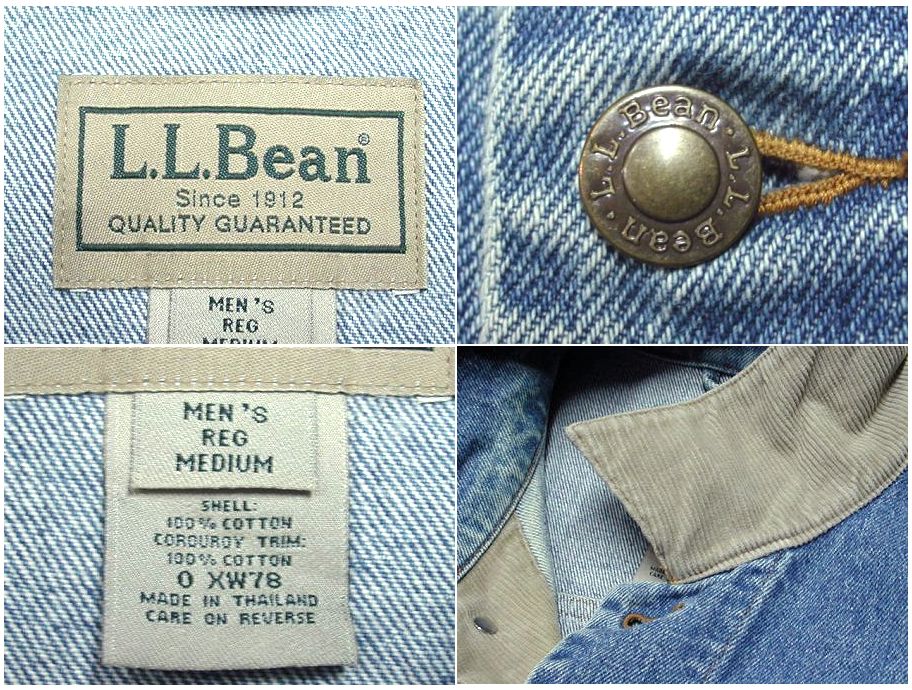 L.L.Bean®
Since 1912
QUALITY GUARANTEED
MEN'S
REG
MEDIUM
L.L.Bean · L.L.Bean ·
MEN'S
REG
MEDIUM
SHELL:
100% COTTON
CORDUROY TRIM:
100% COTTON
0 XW78
MADE IN THAILAND
CARE ON REVERSE